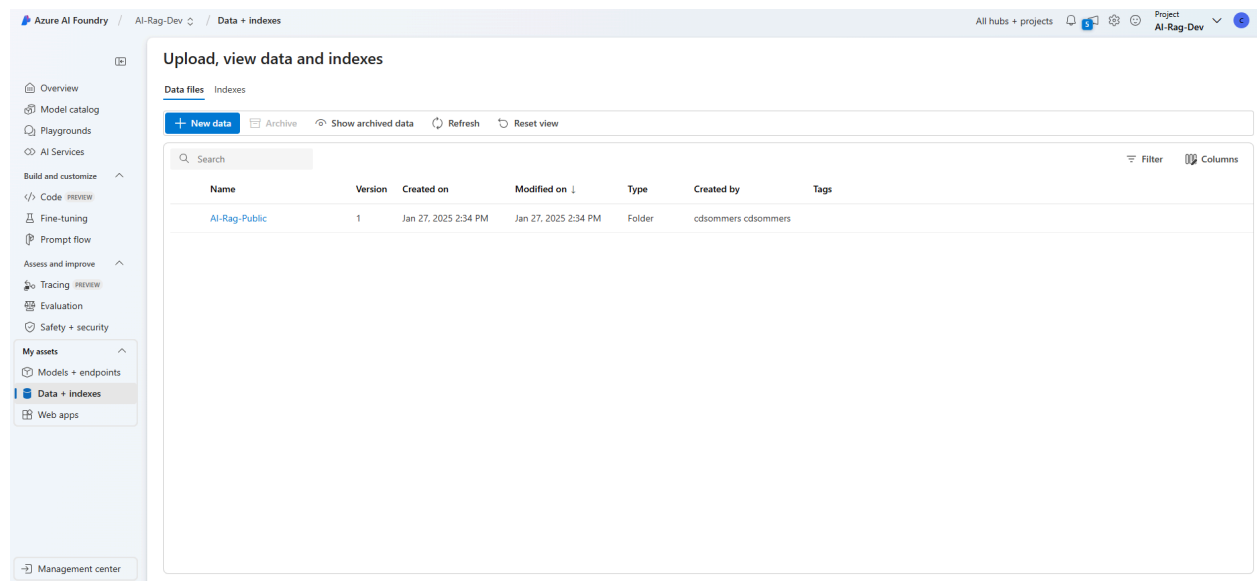 Azure AI Foundry / AI-Rag-Dev / Data + indexes
All hubs + projects 5 Project AI-Rag-Dev C
Overview
Model catalog
Playgrounds
AI Services
Build and customize
Code PREVIEW
Fine-tuning
Prompt flow
Assess and improve
Tracing PREVIEW
Evaluation
Safety + security
My assets
Models + endpoints
Data + indexes
Web apps
Management center
Upload, view data and indexes
Data files Indexes
New data Archive Show archived data Refresh Reset view
Search Filter Columns
Name Version Created on Modified on ↓ Type Created by Tags
AI-Rag-Public 1 Jan 27, 2025 2:34 PM Jan 27, 2025 2:34 PM Folder cdsommers cdsommers